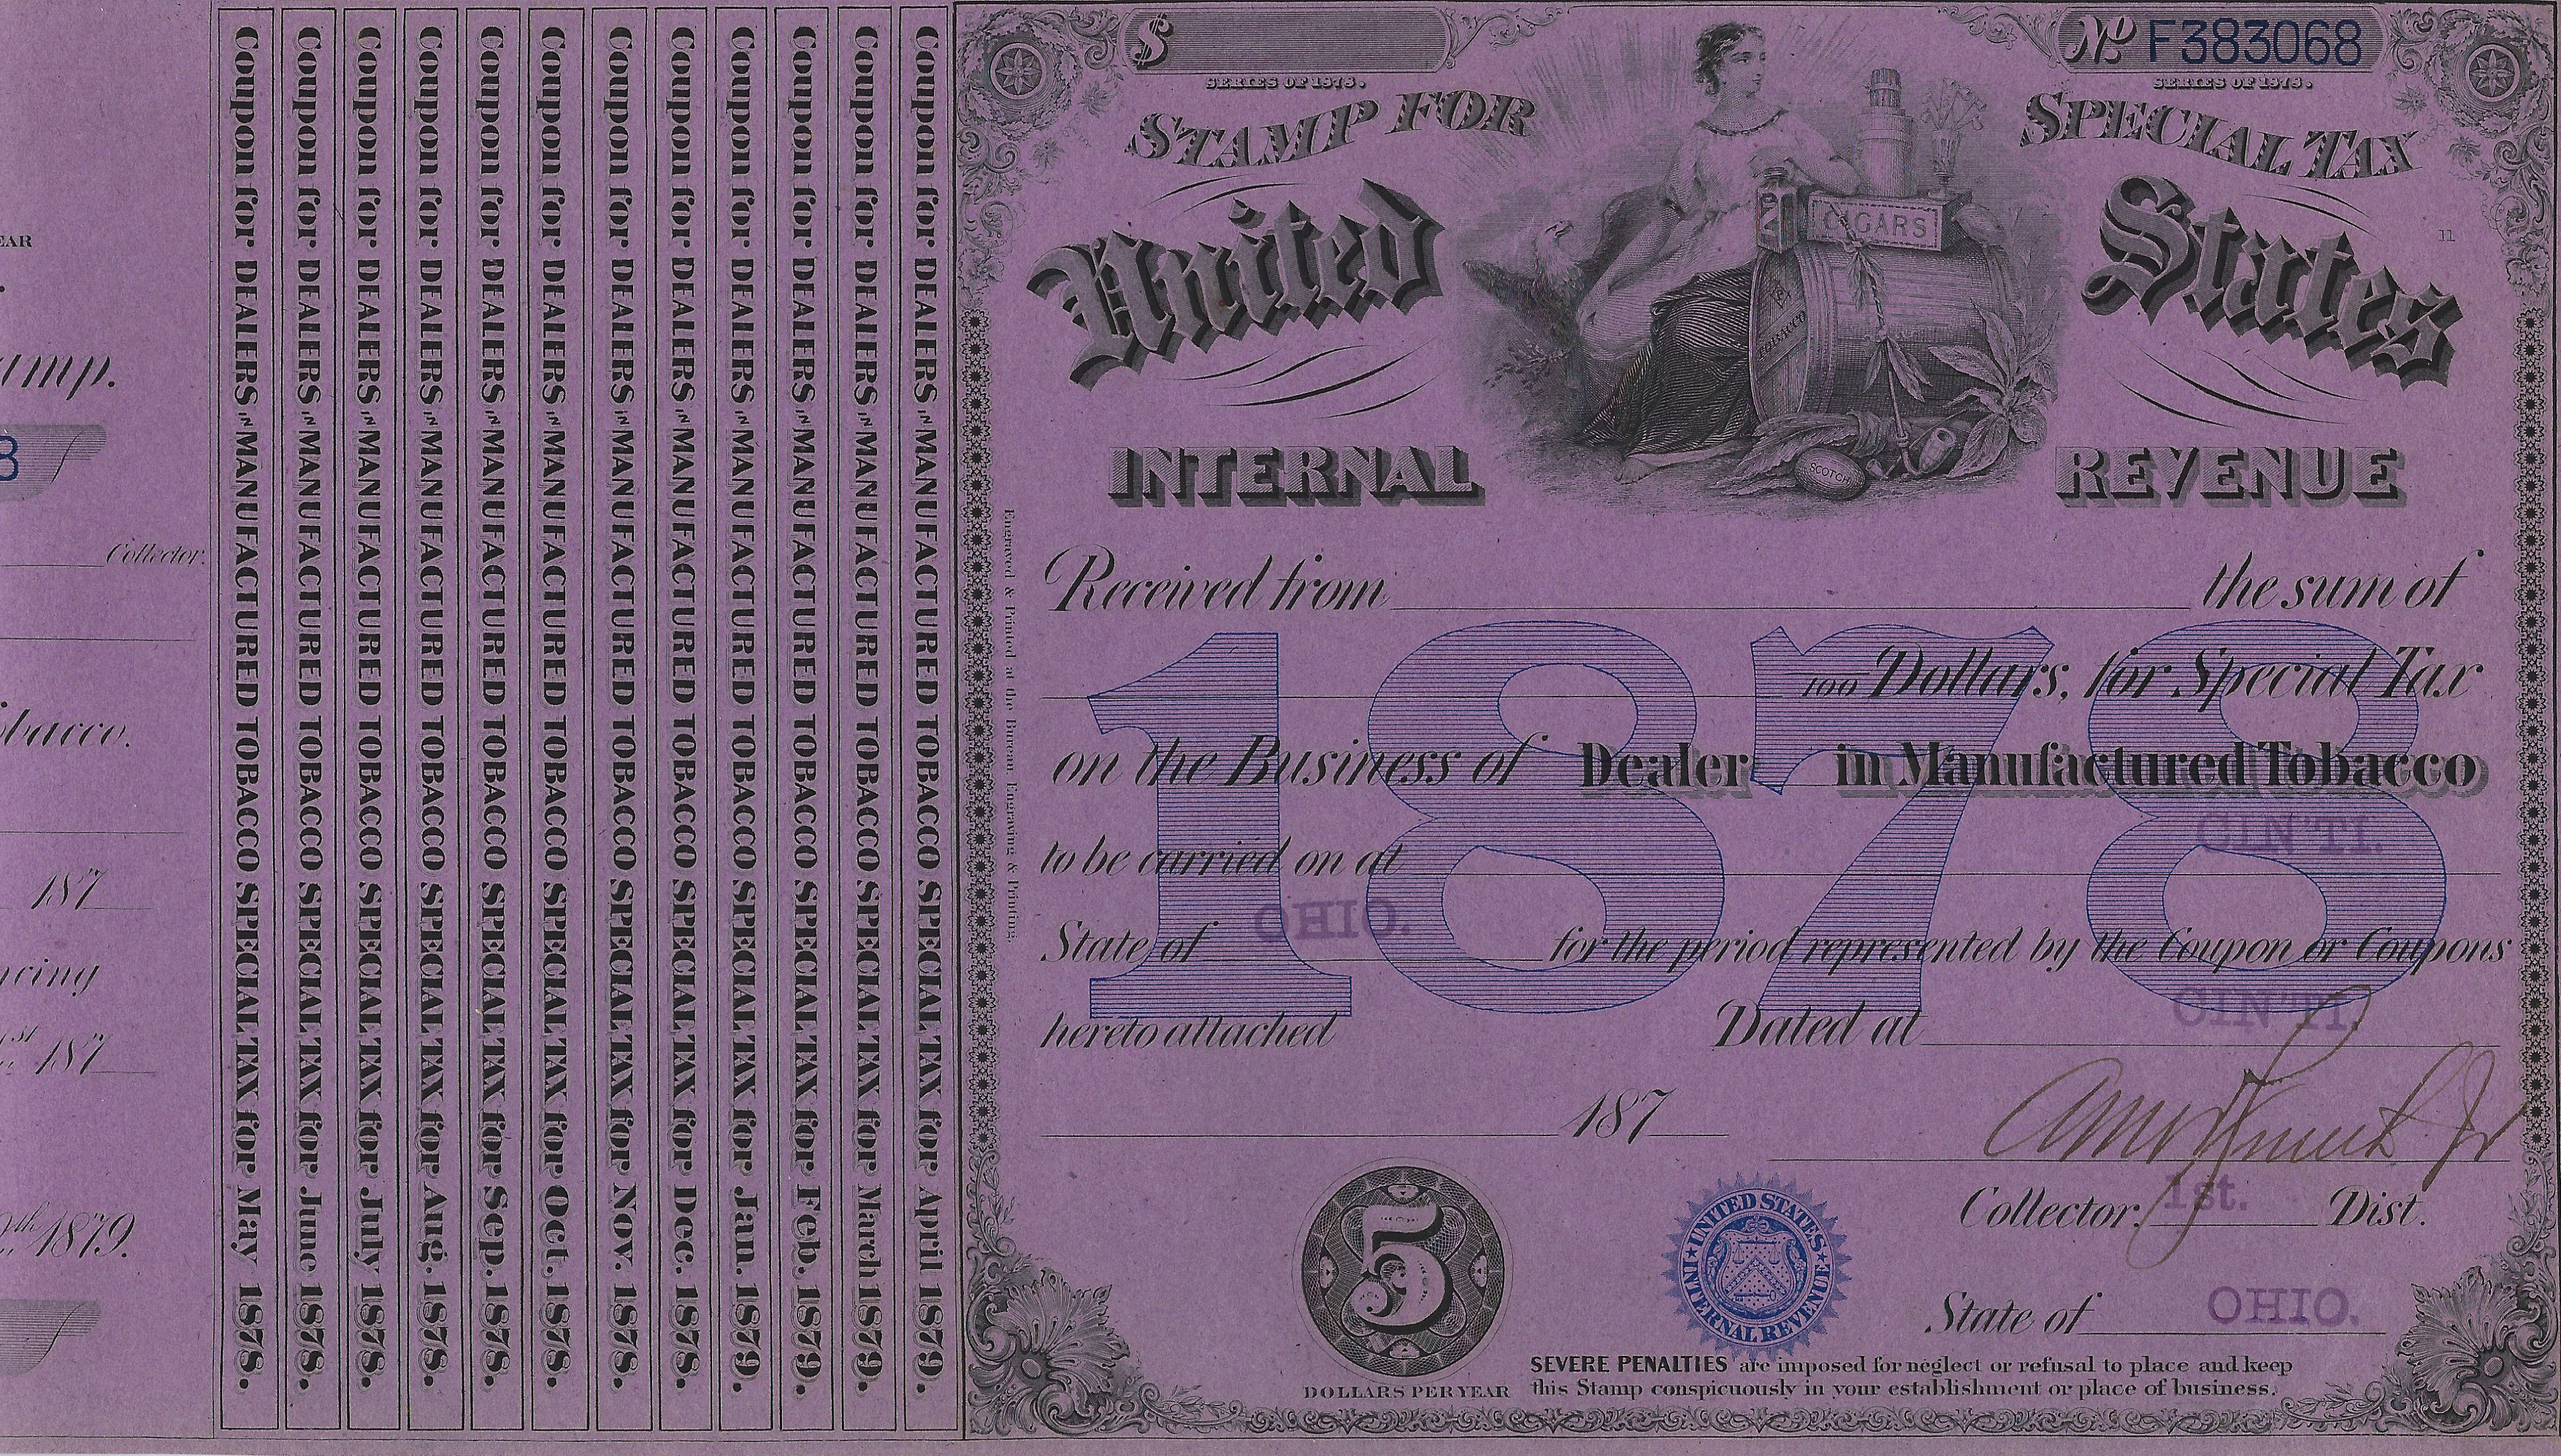 EAR
amp.
8
Collector.
obacco.
187
ncing
1st 187
9th 1879.
Coupon for DEALERS IN MANUFACTURED TOBACCO SPECIAL TAX for May 1878.
Coupon for DEALERS IN MANUFACTURED TOBACCO SPECIAL TAX for June 1878.
Coupon for DEALERS IN MANUFACTURED TOBACCO SPECIAL TAX for July 1878.
Coupon for DEALERS IN MANUFACTURED TOBACCO SPECIAL TAX for Aug. 1878.
Coupon for DEALERS IN MANUFACTURED TOBACCO SPECIAL TAX for Sep. 1878.
Coupon for DEALERS IN MANUFACTURED TOBACCO SPECIAL TAX for Oct. 1878.
Coupon for DEALERS IN MANUFACTURED TOBACCO SPECIAL TAX for Nov. 1878.
Coupon for DEALERS IN MANUFACTURED TOBACCO SPECIAL TAX for Dec. 1878.
Coupon for DEALERS IN MANUFACTURED TOBACCO SPECIAL TAX for Jan. 1879.
Coupon for DEALERS IN MANUFACTURED TOBACCO SPECIAL TAX for Feb. 1879.
Coupon for DEALERS IN MANUFACTURED TOBACCO SPECIAL TAX for March 1879.
Coupon for DEALERS IN MANUFACTURED TOBACCO SPECIAL TAX for April 1879.
Engraved & Printed at the Bureau, Engraving & Printing.
$
No F383068
SERIES OF 1878.
SERIES OF 1878.
STAMP FOR SPECIAL TAX
United States
11
CIGARS
TOBACCO
SCOTCH
INTERNAL REVENUE
Received from the sum of
1878
100 Dollars, for Special Tax
on the Business of Dealer in Manufactured Tobacco
CIN'TI.
to be carried on at
State of OHIO. for the period represented by the Coupon or Coupons
hereto attached Dated at CIN'TI.
187
Collector. 1st. Dist.
State of OHIO.
5
DOLLARS PER YEAR
UNITED STATES INTERNAL REVENUE
SEVERE PENALTIES are imposed for neglect or refusal to place and keep
this Stamp conspicuously in your establishment or place of business.